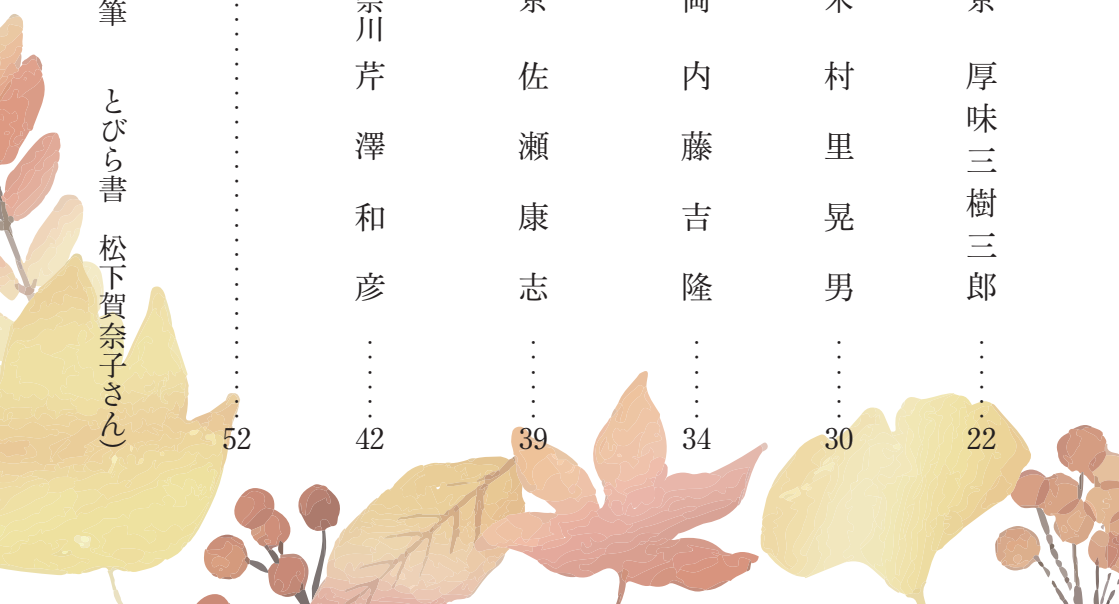 厚味三樹三郎……22
村里晃男……30
内藤吉隆……34
佐瀬康志……39
川 芹澤和彦……42
……52
筆 とびら書 松下賀奈子さん）